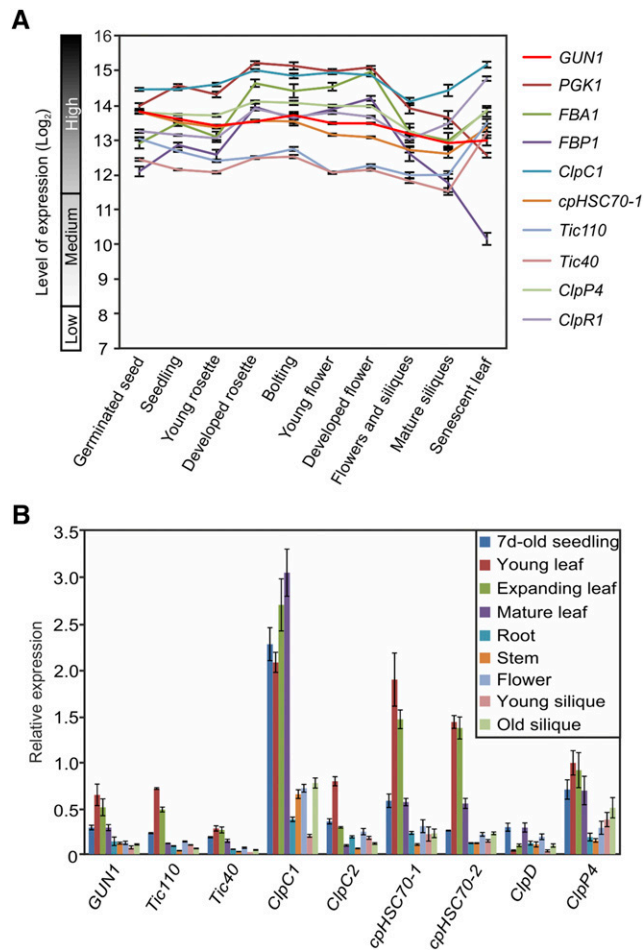 A
16
15
14
13
12
11
10
9
8
7
Level of expression (Log2)
High
Medium
Low
GUN1
PGK1
FBA1
FBP1
ClpC1
cpHSC70-1
Tic110
Tic40
ClpP4
ClpR1
Germinated seed
Seedling
Young rosette
Developed rosette
Bolting
Young flower
Developed flower
Flowers and siliques
Mature siliques
Senescent leaf
B
3.5
3.0
2.5
2.0
1.5
1.0
0.5
0
Relative expression
7d-old seedling
Young leaf
Expanding leaf
Mature leaf
Root
Stem
Flower
Young silique
Old silique
GUN1
Tic110
Tic40
ClpC1
ClpC2
cpHSC70-1
cpHSC70-2
ClpD
ClpP4